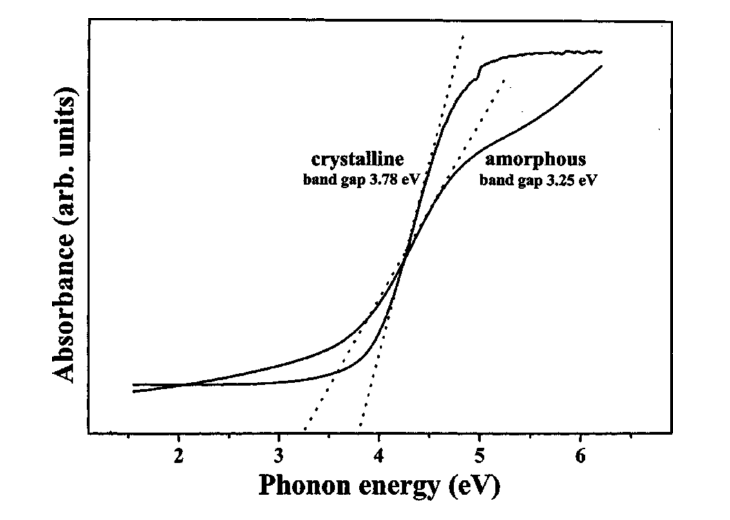 crystalline
band gap 3.78 eV
amorphous
band gap 3.25 eV
Absorbance (arb. units)
2 3 4 5 6
Phonon energy (eV)